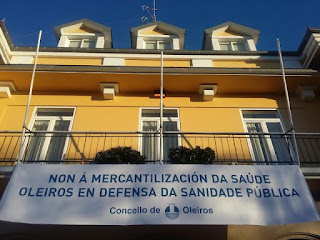 NON Á MERCANTILIZACIÓN DA SAÚDE
OLEIROS EN DEFENSA DA SANIDADE PÚBLICA
Concello de Oleiros